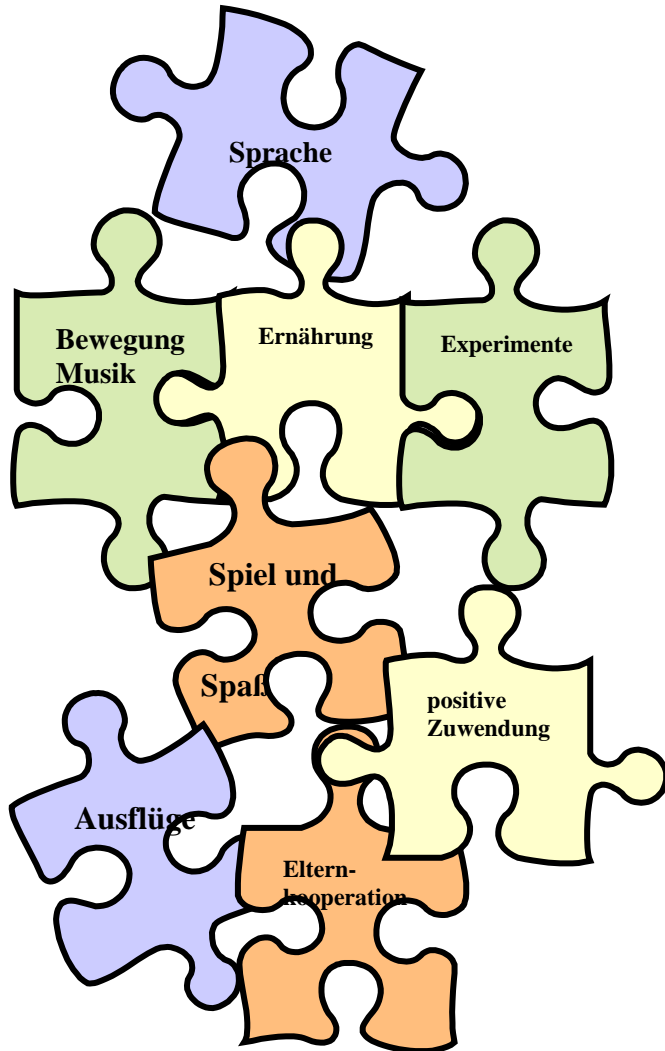 Sprache
Bewegung
Musik
Ernährung
Experimente
Spiel und
Spaß
positive
Zuwendung
Ausflüge
Eltern-
kooperation